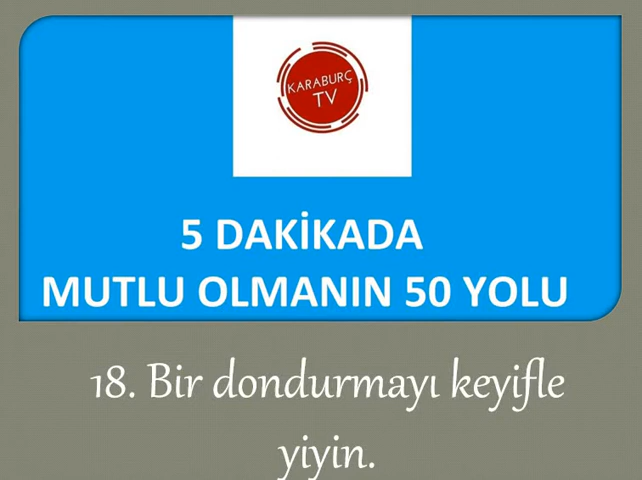 KARABURÇ
TV
5 DAKİKADA
MUTLU OLMANIN 50 YOLU
18. Bir dondurmayı keyifle
yiyin.